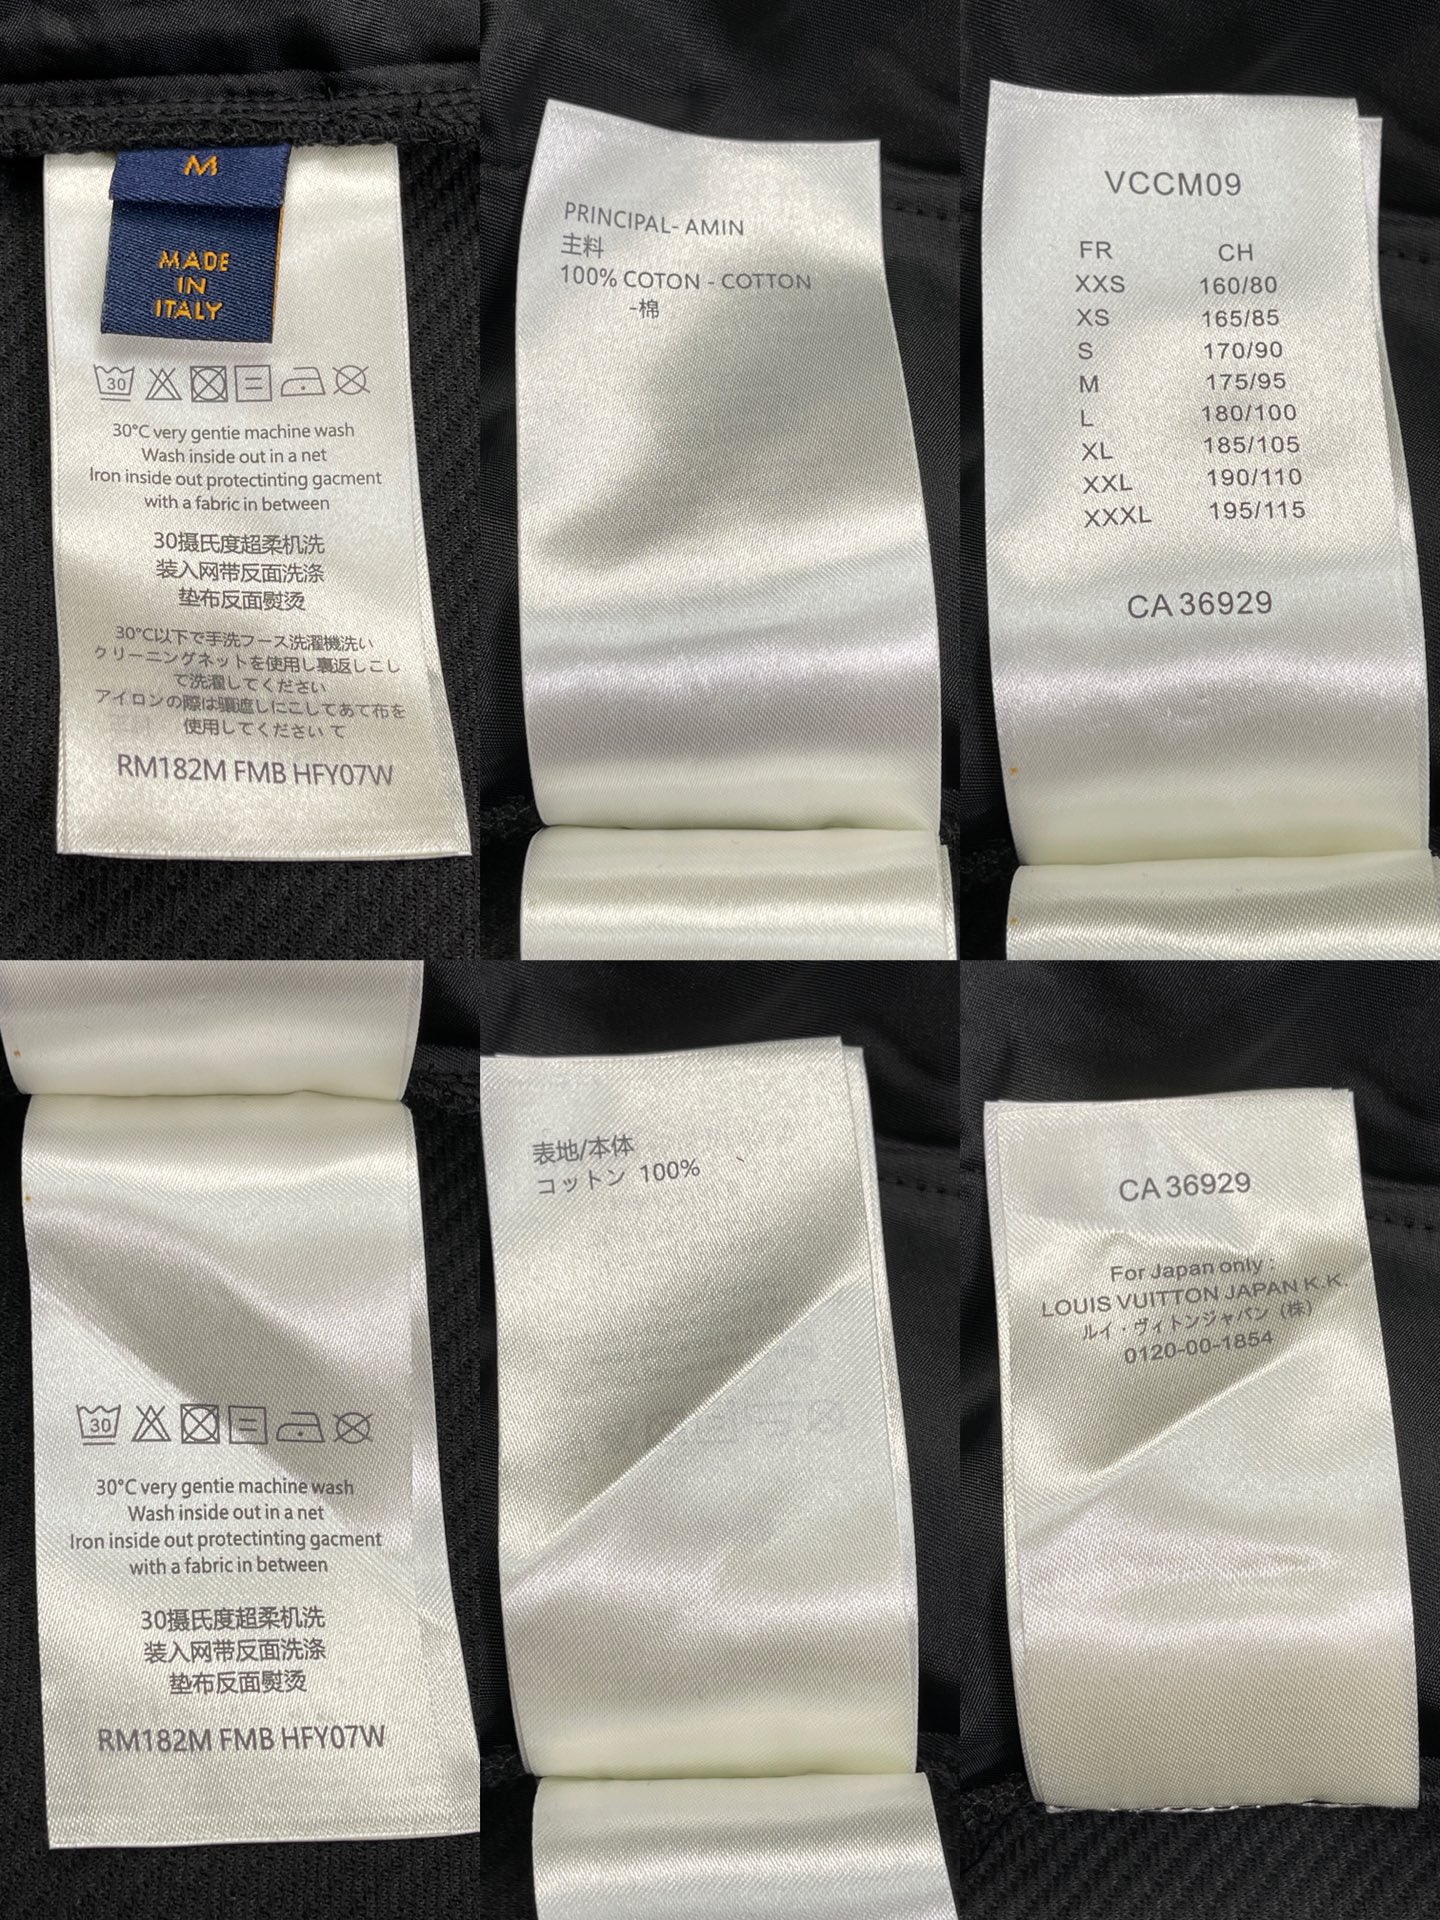 M
MADE
IN
ITALY
30
30°C very gentie machine wash
Wash inside out in a net
Iron inside out protectinting gacment
with a fabric in between
30摄氏度超柔机洗
装入网带反面洗涤
垫布反面熨烫
30°C以下で手洗フース洗濯機洗い
クリーニングネットを使用し裏返しこし
て洗濯してください
アイロンの際は骧遮しにこしてあて布を
使用してください て
RM182M FMB HFY07W
PRINCIPAL- AMIN
主料
100% COTON - COTTON
-棉
VCCM09
FR CH
XXS 160/80
XS 165/85
S 170/90
M 175/95
L 180/100
XL 185/105
XXL 190/110
XXXL 195/115
CA 36929
30
30°C very gentie machine wash
Wash inside out in a net
Iron inside out protectinting gacment
with a fabric in between
30摄氏度超柔机洗
装入网带反面洗涤
垫布反面熨烫
RM182M FMB HFY07W
表地/本体
コットン 100%
CA 36929
For Japan only :
LOUIS VUITTON JAPAN K.K.
ルイ・ヴィトンジャパン（株）
0120-00-1854